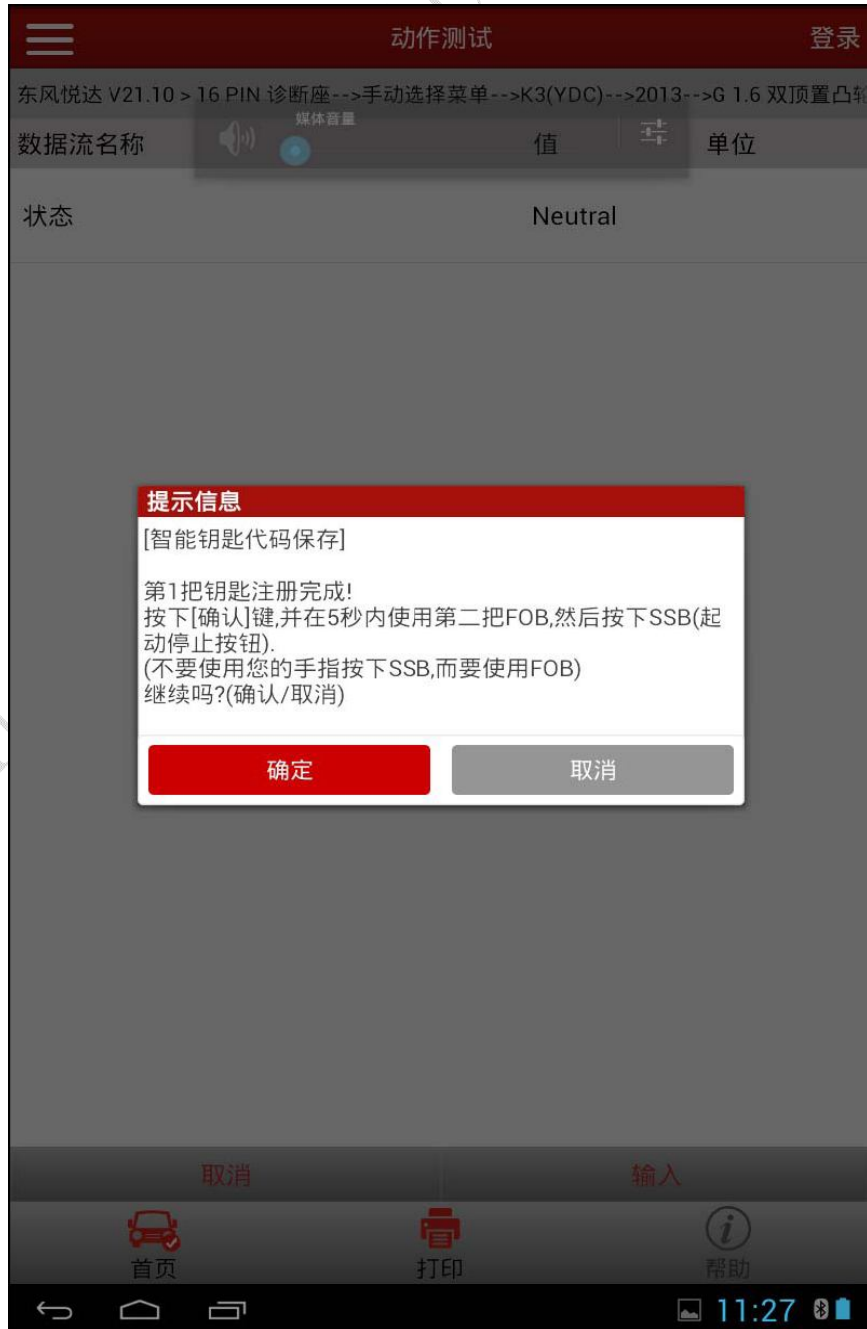 动作测试
登录
东风悦达 V21.10 > 16 PIN 诊断座-->手动选择菜单-->K3(YDC)-->2013-->G 1.6 双顶置凸轮
媒体音量
数据流名称 值 单位
状态 Neutral
提示信息
[智能钥匙代码保存]
第1把钥匙注册完成!
按下[确认]键,并在5秒内使用第二把FOB,然后按下SSB(起
动停止按钮).
(不要使用您的手指按下SSB,而要使用FOB)
继续吗?(确认/取消)
确定 取消
取消 输入
首页 打印 帮助
11:27